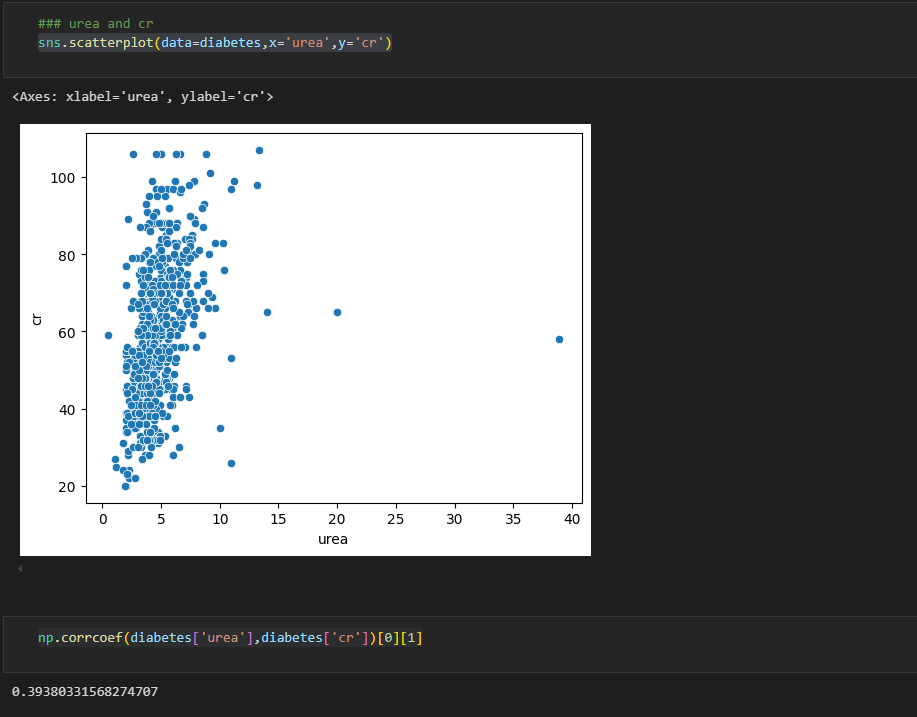 ### urea and cr
sns.scatterplot(data=diabetes,x='urea',y='cr')
<Axes: xlabel='urea', ylabel='cr'>
100
80
60
40
20
cr
0 5 10 15 20 25 30 35 40
urea
np.corrcoef(diabetes['urea'],diabetes['cr'])[0][1]
0.39380331568274707